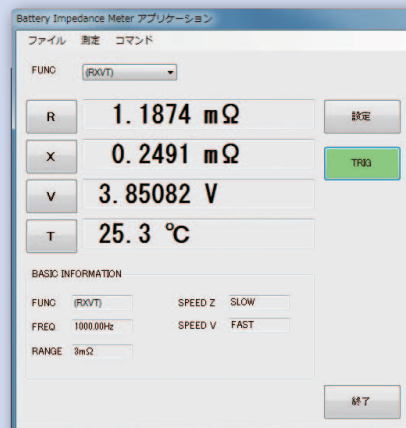 Battery Impedance Meter アプリケーション
ファイル 測定 コマンド
FUNC (RXVT)
R 1.1874 mΩ 設定
X 0.2491 mΩ TRIG
V 3.85082 V
T 25.3 ℃
BASIC INFORMATION
FUNC (RXVT) SPEED Z SLOW
FREQ 1000.00Hz SPEED V FAST
RANGE 3mΩ
終了